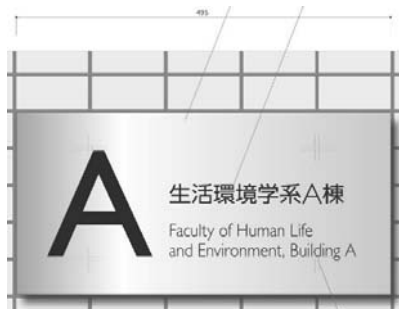 495
A
生活環境学系A棟
Faculty of Human Life
and Environment, Building A